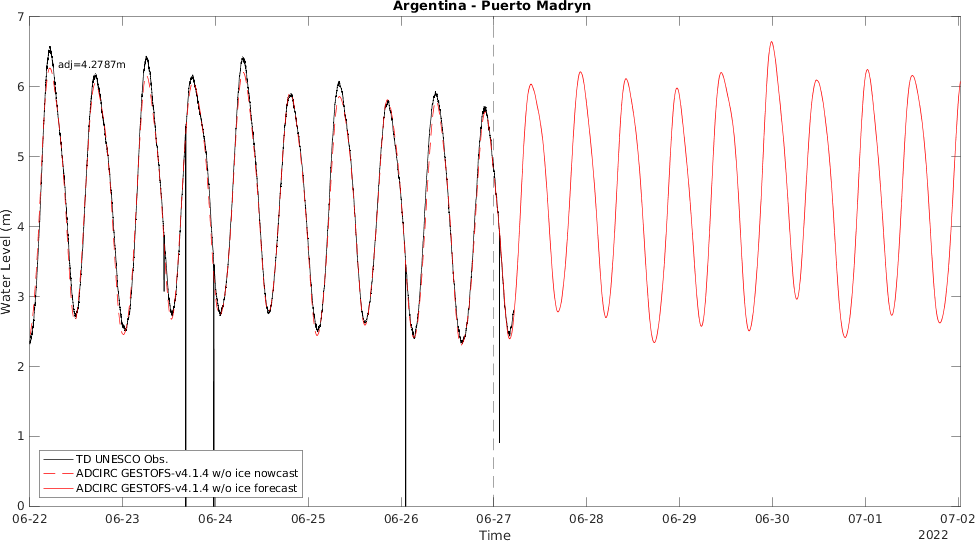 Argentina - Puerto Madryn
7
adj=4.2787m
6
5
4
Water Level (m)
3
2
1
0
TD UNESCO Obs.
ADCIRC GESTOFS-v4.1.4 w/o ice nowcast
ADCIRC GESTOFS-v4.1.4 w/o ice forecast
06-22 06-23 06-24 06-25 06-26 06-27 06-28 06-29 06-30 07-01 07-02
Time
2022